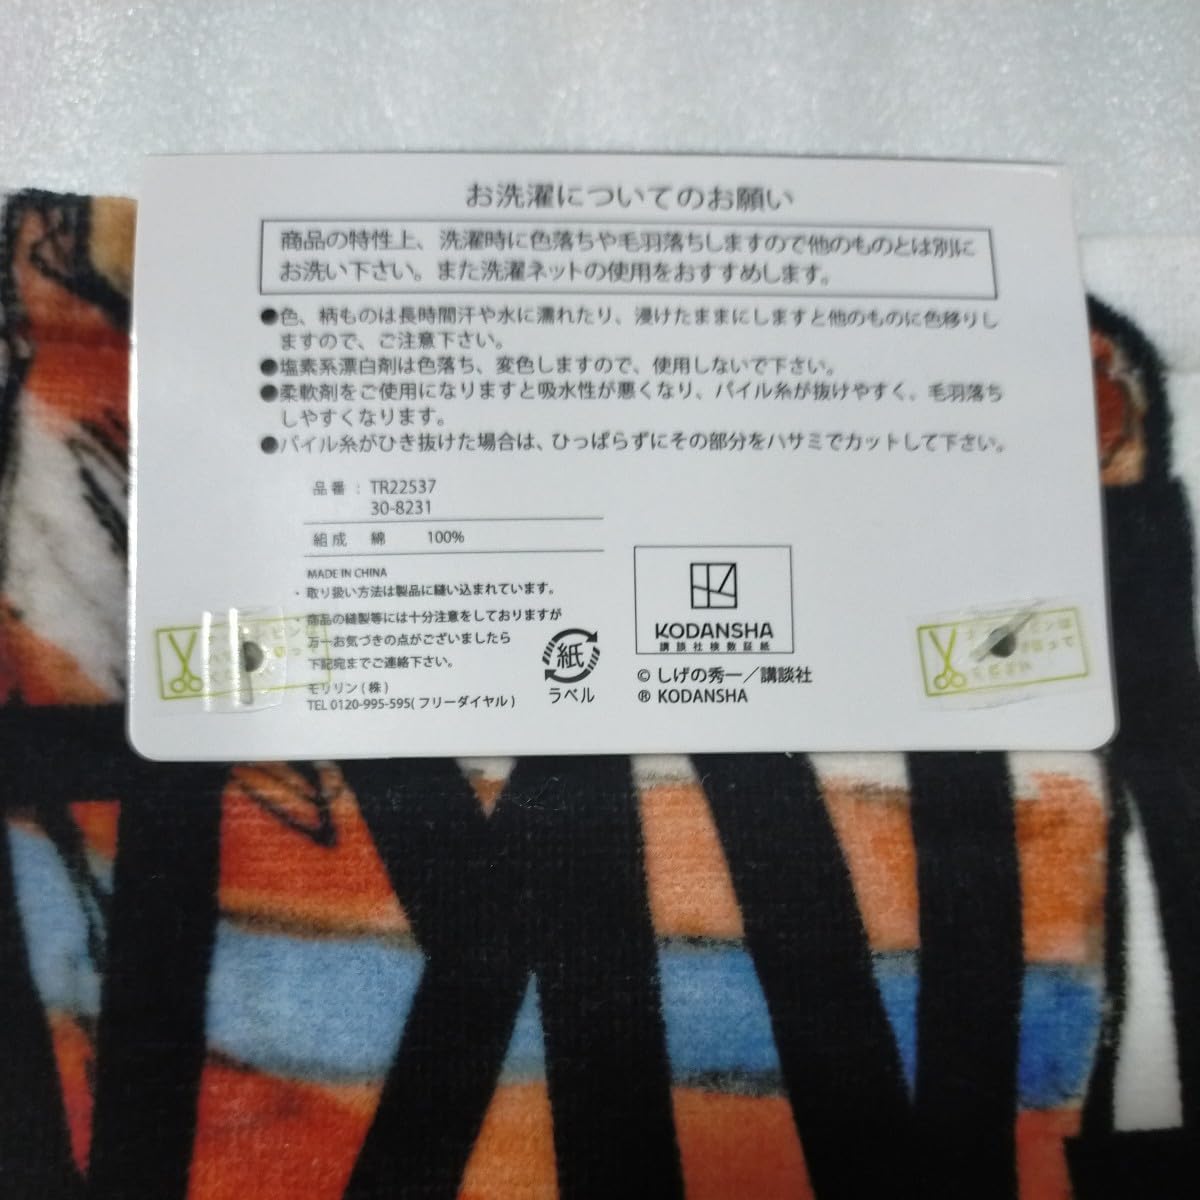 お洗濯についてのお願い
商品の特性上、洗濯時に色落ちや毛羽落ちしますので他のものとは別に
お洗い下さい。また洗濯ネットの使用をおすすめします。
●色、柄ものは長時間汗や水に濡れたり、浸けたままにしますと他のものに色移りし
ますので、ご注意下さい。
●塩素系漂白剤は色落ち、変色しますので、使用しないで下さい。
●柔軟剤をご使用になりますと吸水性が悪くなり、パイル糸が抜けやすく、毛羽落ち
しやすくなります。
●パイル糸がひき抜けた場合は、ひっぱらずにその部分をハサミでカットして下さい。
品番 : TR22537
30-8231
組成 綿 100%
MADE IN CHINA
・取り扱い方法は製品に縫い込まれています。
・商品の縫製等には十分注意をしておりますが
万一お気づきの点がございましたら
下記宛までご連絡下さい。
モリリン(株)
TEL 0120-995-595(フリーダイヤル)
紙
ラベル
KODANSHA
講談社検数証紙
© しげの秀一／講談社
® KODANSHA